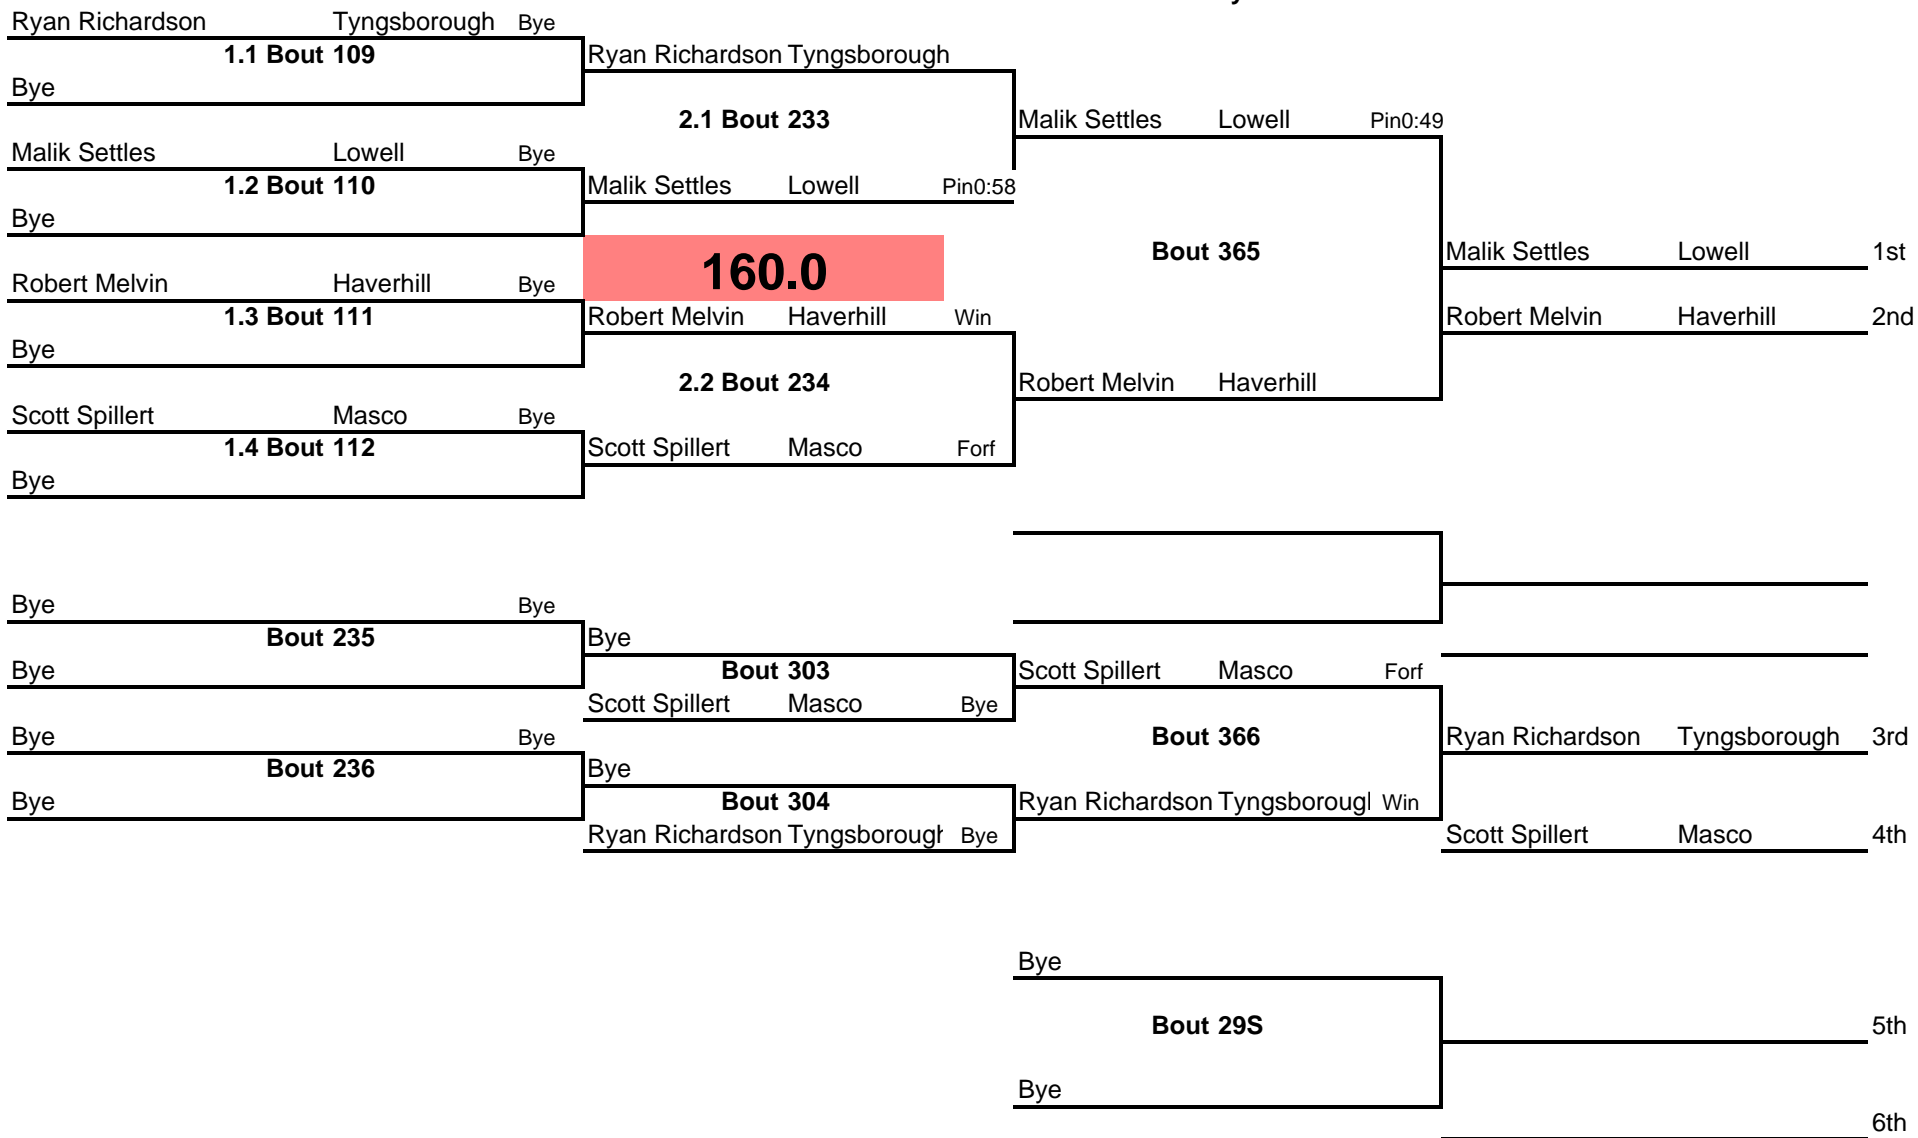 Ryan Richardson Tyngsborough Bye
1.1 Bout 109
Bye
Ryan Richardson Tyngsborough
2.1 Bout 233
Malik Settles Lowell Pin0:49
Malik Settles Lowell Bye
1.2 Bout 110
Bye
Malik Settles Lowell Pin0:58
160.0
Bout 365
Malik Settles Lowell 1st
Robert Melvin Haverhill Bye
1.3 Bout 111
Bye
Robert Melvin Haverhill Win
Robert Melvin Haverhill 2nd
2.2 Bout 234
Robert Melvin Haverhill
Scott Spillert Masco Bye
1.4 Bout 112
Bye
Scott Spillert Masco Forf
Bye Bye
Bout 235
Bye
Bye
Bout 303
Scott Spillert Masco Bye
Scott Spillert Masco Forf
Bye Bye
Bout 236
Bye
Bout 366
Ryan Richardson Tyngsborough 3rd
Bye
Bout 304
Ryan Richardson Tyngsborough Bye
Ryan Richardson Tyngsborougl Win
Scott Spillert Masco 4th
Bye
Bout 29S
5th
Bye
6th